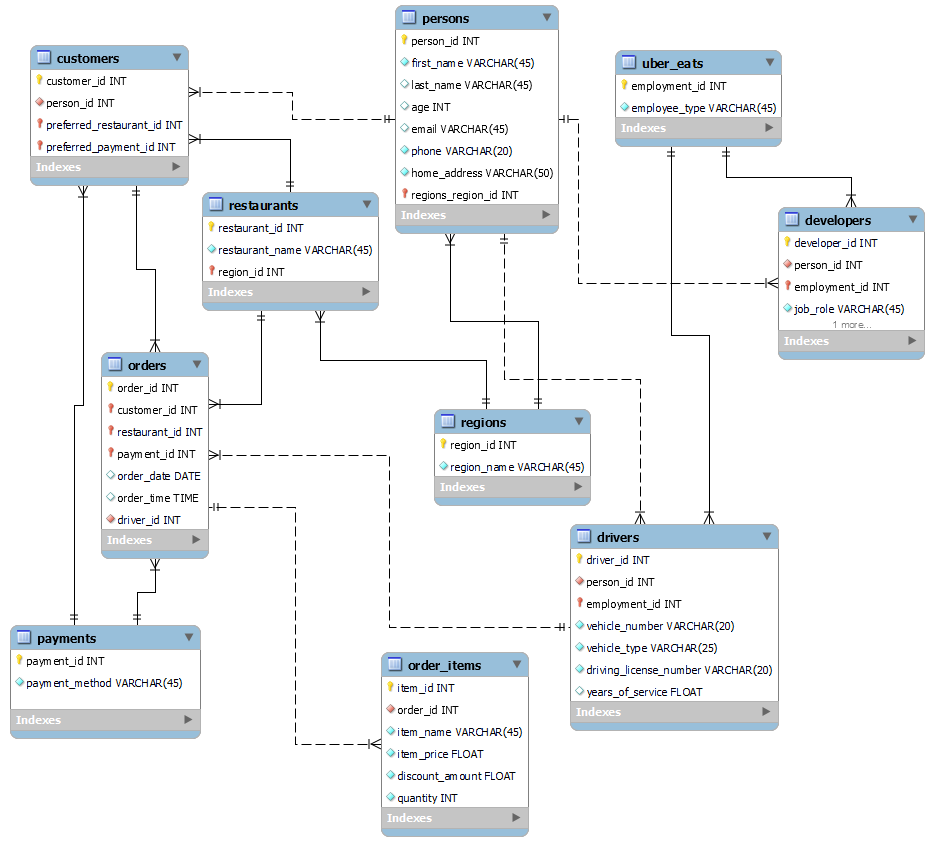 customers
customer_id INT
person_id INT
preferred_restaurant_id INT
preferred_payment_id INT
Indexes
persons
person_id INT
first_name VARCHAR(45)
last_name VARCHAR(45)
age INT
email VARCHAR(45)
phone VARCHAR(20)
home_address VARCHAR(50)
regions_region_id INT
Indexes
uber_eats
employment_id INT
employee_type VARCHAR(45)
Indexes
restaurants
restaurant_id INT
restaurant_name VARCHAR(45)
region_id INT
Indexes
developers
developer_id INT
person_id INT
employment_id INT
job_role VARCHAR(45)
1 more...
Indexes
orders
order_id INT
customer_id INT
restaurant_id INT
payment_id INT
order_date DATE
order_time TIME
driver_id INT
Indexes
regions
region_id INT
region_name VARCHAR(45)
Indexes
drivers
driver_id INT
person_id INT
employment_id INT
vehicle_number VARCHAR(20)
vehicle_type VARCHAR(25)
driving_license_number VARCHAR(20)
years_of_service FLOAT
Indexes
payments
payment_id INT
payment_method VARCHAR(45)
Indexes
order_items
item_id INT
order_id INT
item_name VARCHAR(45)
item_price FLOAT
discount_amount FLOAT
quantity INT
Indexes